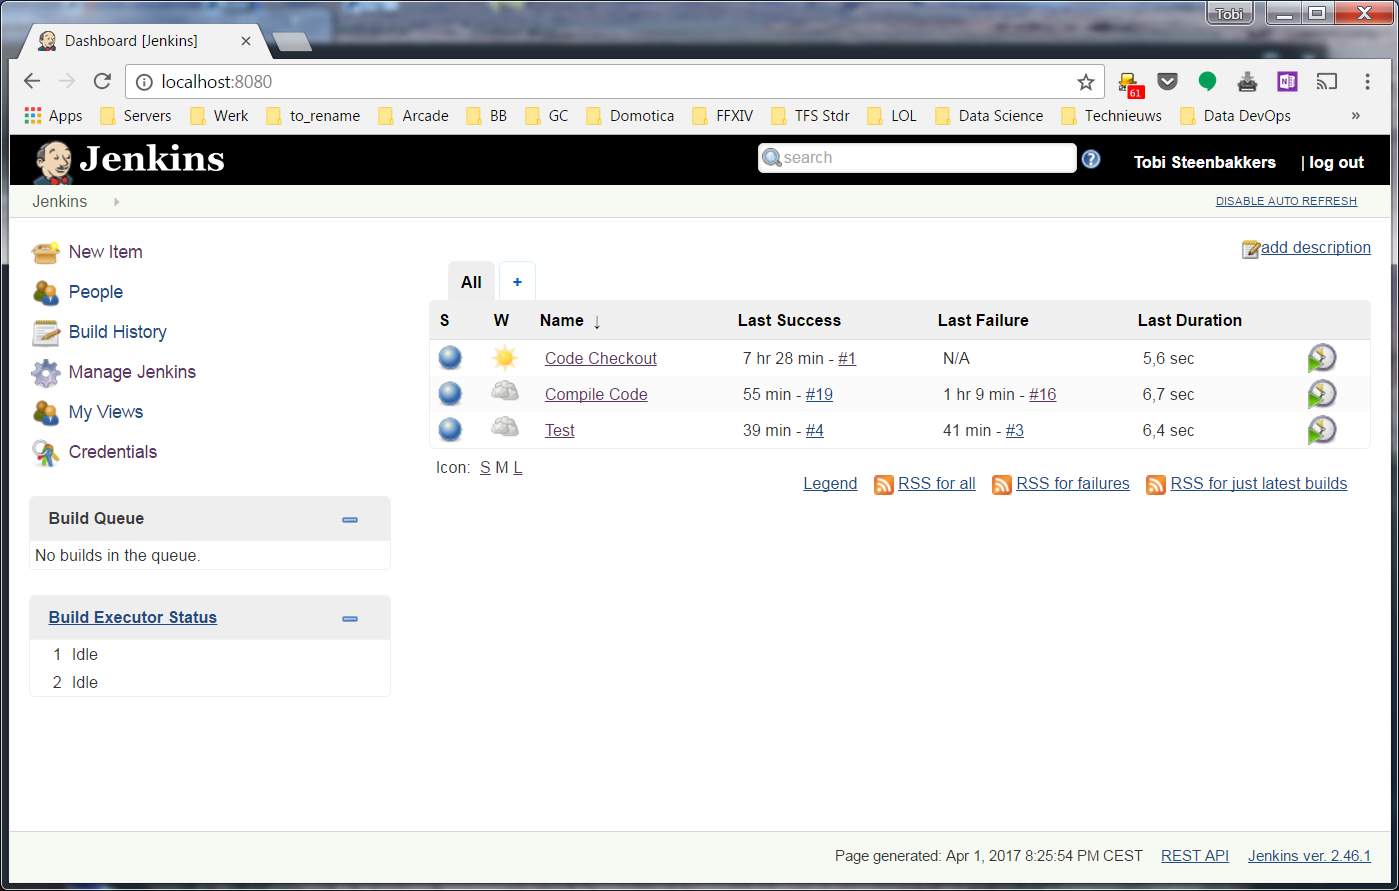 Tobi
Dashboard [Jenkins]
localhost:8080
61
N
Apps Servers Werk to_rename Arcade BB GC Domotica FFXIV TFS Stdr LOL Data Science Technieuws Data DevOps »
Jenkins search ? Tobi Steenbakkers | log out
Jenkins DISABLE AUTO REFRESH
add description
New Item
People
Build History
Manage Jenkins
My Views
Credentials
Build Queue
No builds in the queue.
Build Executor Status
1 Idle
2 Idle
All +
S W Name ↓ Last Success Last Failure Last Duration
Code Checkout 7 hr 28 min - #1 N/A 5,6 sec
Compile Code 55 min - #19 1 hr 9 min - #16 6,7 sec
Test 39 min - #4 41 min - #3 6,4 sec
Icon: S M L
Legend RSS for all RSS for failures RSS for just latest builds
Page generated: Apr 1, 2017 8:25:54 PM CEST REST API Jenkins ver. 2.46.1